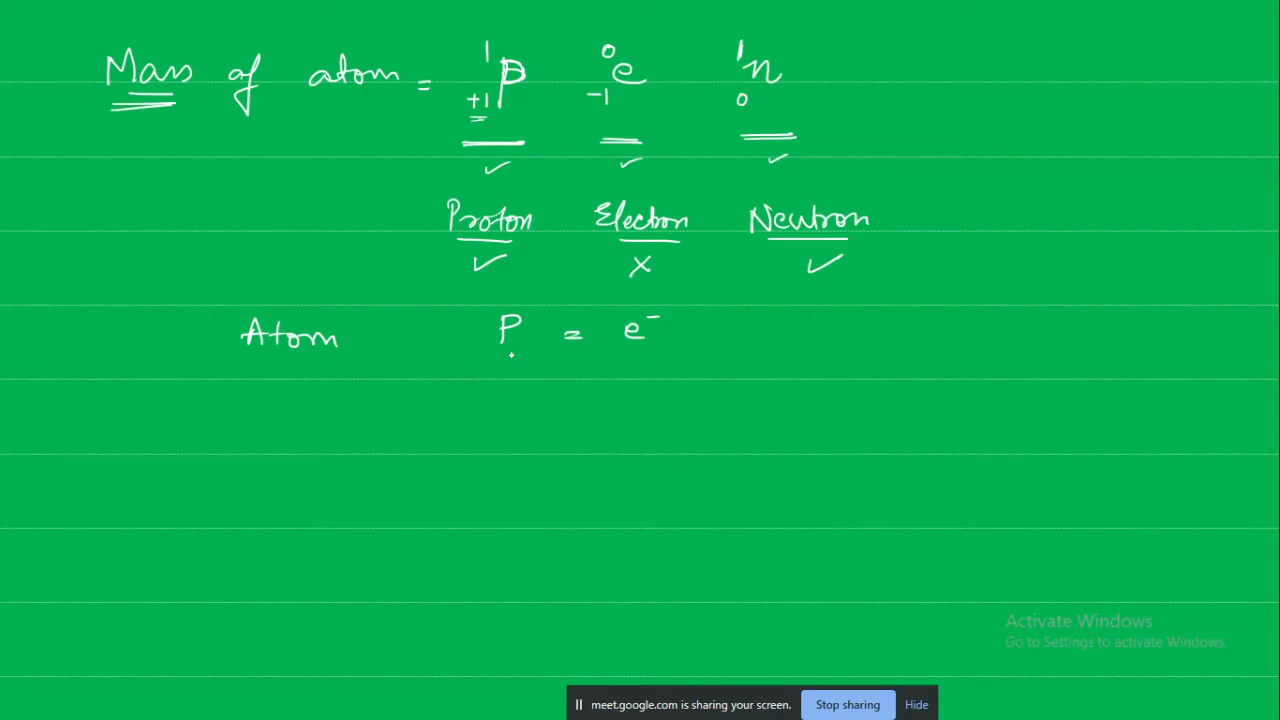 Mass of atom = ¹₊₁P ⁰₋₁e ¹₀n
Proton Electron Neutron
✓ x ✓
Atom P = e⁻
Activate Windows
Go to Settings to activate Windows.
meet.google.com is sharing your screen. Stop sharing Hide